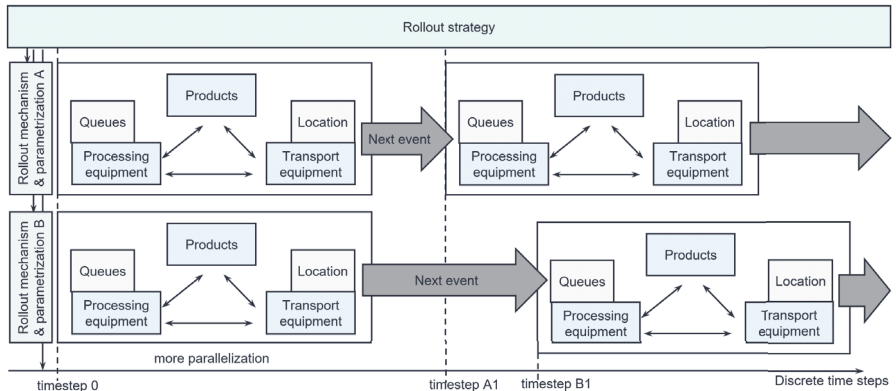 Rollout strategy
Rollout mechanism
& parametrization A
Products
Queues
Location
Processing
equipment
Transport
equipment
Next event
Products
Queues
Location
Processing
equipment
Transport
equipment
Rollout mechanism
& parametrization B
Products
Queues
Location
Processing
equipment
Transport
equipment
Next event
Products
Queues
Location
Processing
equipment
Transport
equipment
more parallelization
timestep 0
timestep A1
timestep B1
Discrete time steps